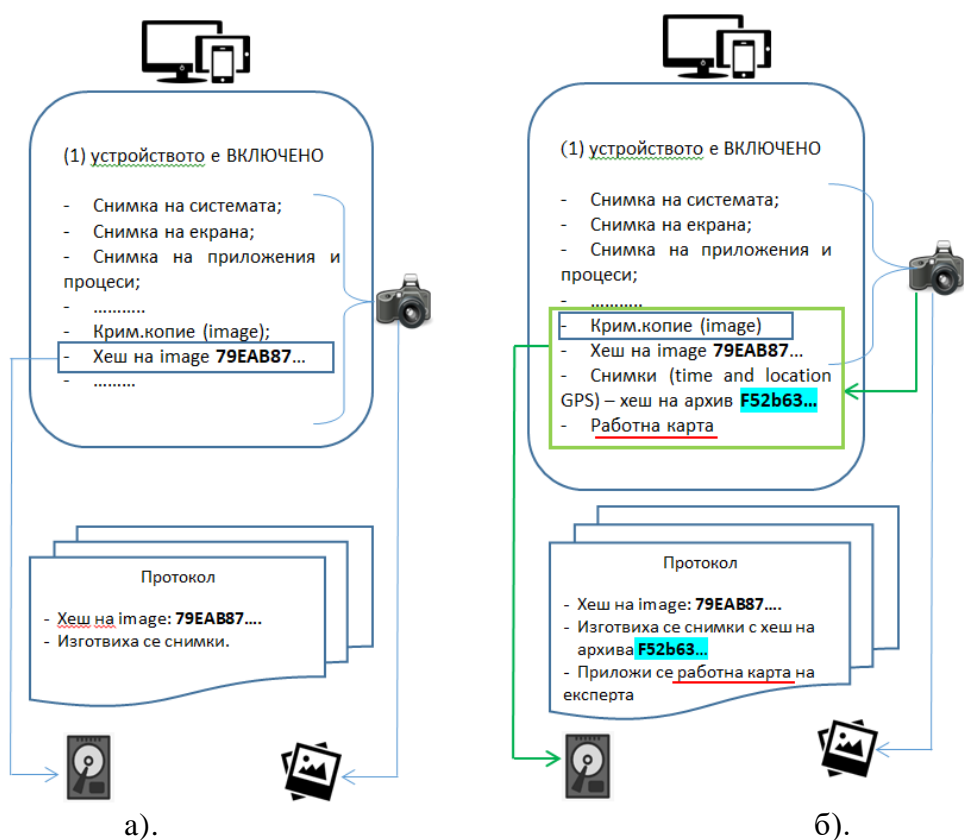 (1) устройството е ВКЛЮЧЕНО
- Снимка на системата;
- Снимка на екрана;
- Снимка на приложения и
процеси;
- ...........
- Крим.копие (image);
- Хеш на image 79EAB87...
- .........
Протокол
- Хеш на image: 79EAB87....
- Изготвиха се снимки.
а).
(1) устройството е ВКЛЮЧЕНО
- Снимка на системата;
- Снимка на екрана;
- Снимка на приложения и
процеси;
- ...........
- Крим.копие (image)
- Хеш на image 79EAB87...
- Снимки (time and location
GPS) – хеш на архив F52b63...
- Работна карта
Протокол
- Хеш на image: 79EAB87....
- Изготвиха се снимки с хеш на
архива F52b63...
- Приложи се работна карта на
експерта
б).